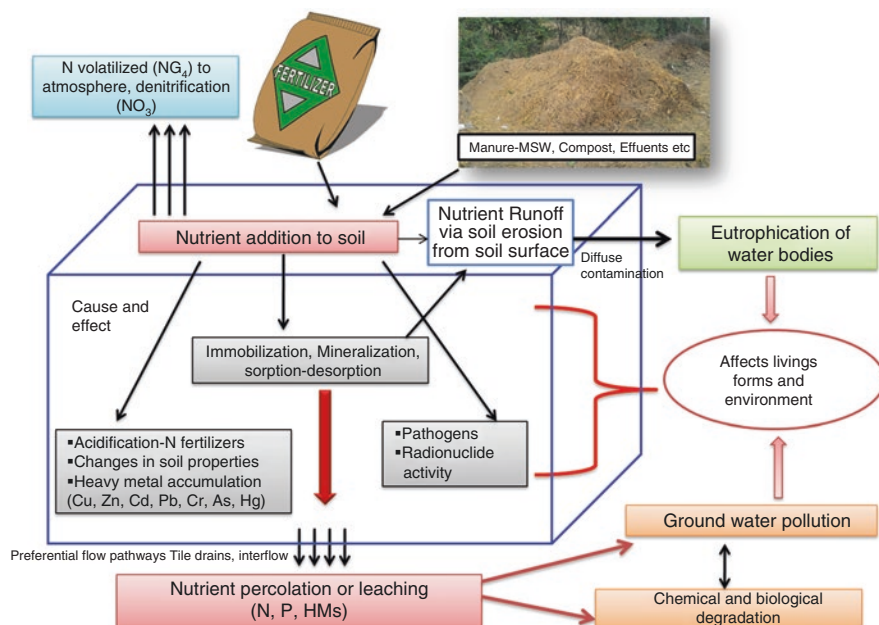 N volatilized (NG₄) to
atmosphere, denitrification
(NO₃)
FERTILIZER
Manure-MSW, Compost, Effuents etc
Nutrient addition to soil
Nutrient Runoff
via soil erosion
from soil surface
Diffuse
contamination
Eutrophication of
water bodies
Cause and
effect
Immobilization, Mineralization,
sorption-desorption
Affects livings
forms and
environment
▪Acidification-N fertilizers
▪Changes in soil properties
▪Heavy metal accumulation
(Cu, Zn, Cd, Pb, Cr, As, Hg)
▪Pathogens
▪Radionuclide
activity
Ground water pollution
Preferential flow pathways Tile drains, interflow
Nutrient percolation or leaching
(N, P, HMs)
Chemical and biological
degradation